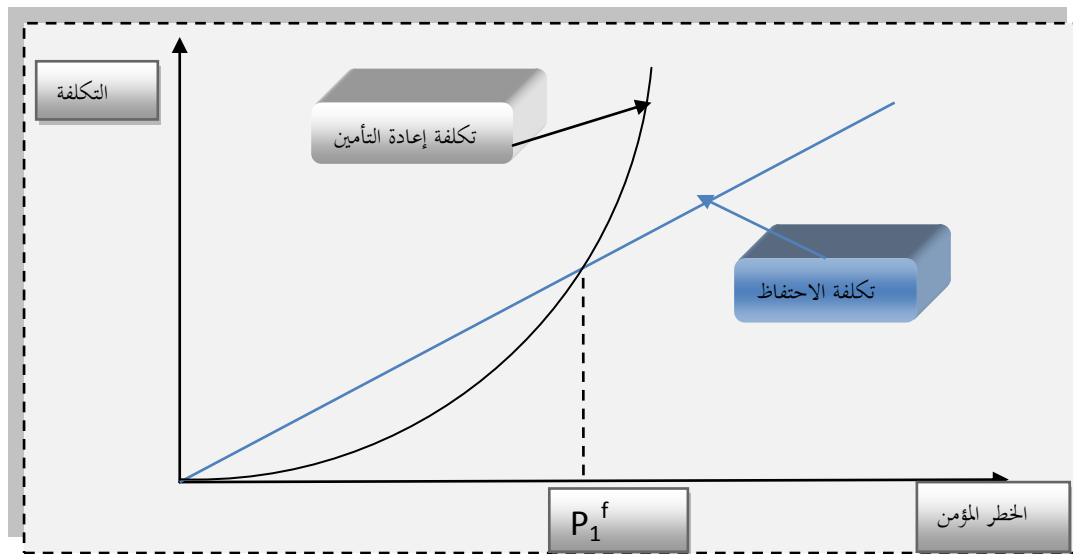 التكلفة
تكلفة إعادة التأمين
تكلفة الاحتفاظ
P₁ᶠ
الخطر المؤمن